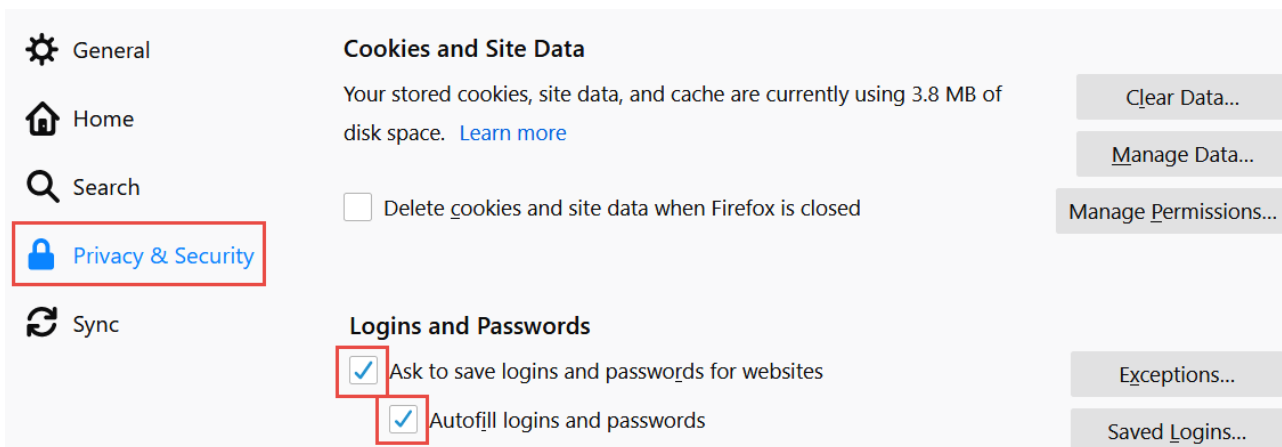 General
Home
Search
Privacy & Security
Sync
Cookies and Site Data
Your stored cookies, site data, and cache are currently using 3.8 MB of
disk space. Learn more
Clear Data...
Manage Data...
Delete cookies and site data when Firefox is closed
Manage Permissions...
Logins and Passwords
Ask to save logins and passwords for websites
Exceptions...
Autofill logins and passwords
Saved Logins...